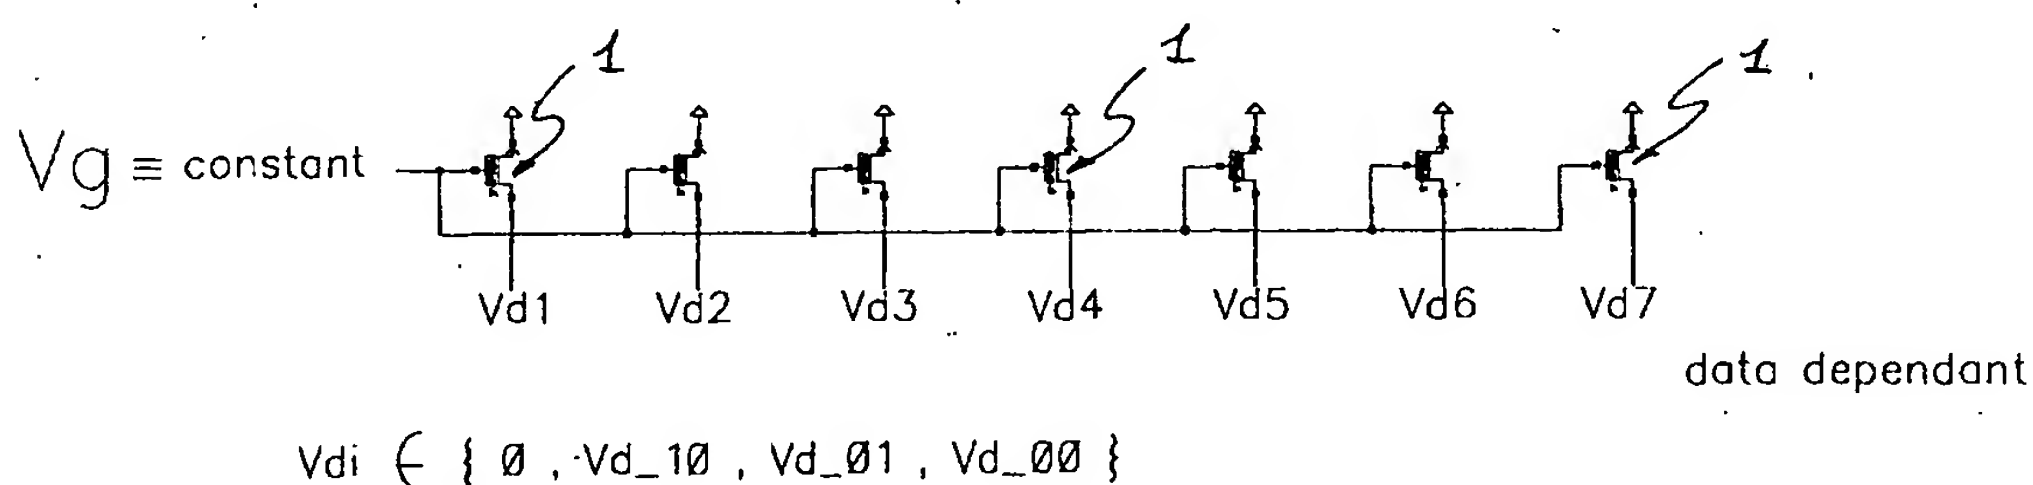 1 1 1
Vg ≡ constant
Vd1 Vd2 Vd3 Vd4 Vd5 Vd6 Vd7
data dependant
Vdi ∈ { 0 , Vd_10 , Vd_01 , Vd_00 }